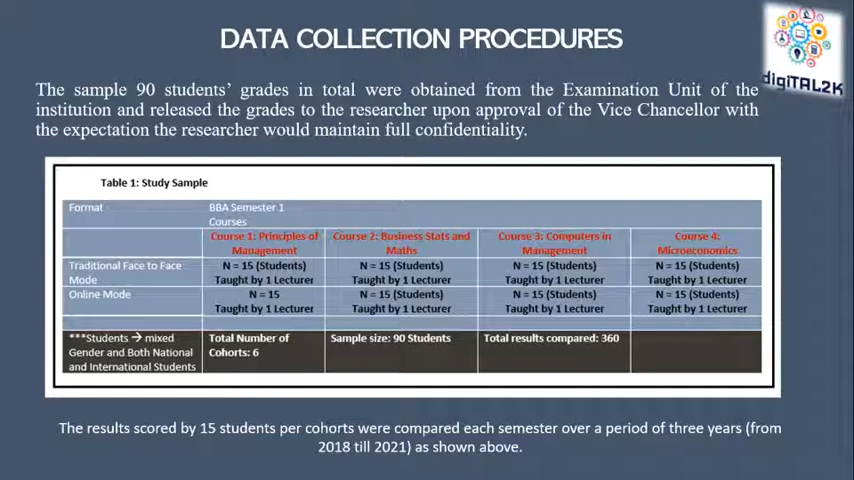 DATA COLLECTION PROCEDURES
digiTAL2K
The sample 90 students' grades in total were obtained from the Examination Unit of the
institution and released the grades to the researcher upon approval of the Vice Chancellor with
the expectation the researcher would maintain full confidentiality.
Table 1: Study Sample
Format
BBA Semester 1
Courses
Course 1: Principles of
Management
Course 2: Business Stats and
Maths
Course 3: Computers in
Management
Course 4:
Microeconomics
Traditional Face to Face
Mode
N = 15 (Students)
Taught by 1 Lecturer
N = 15 (Students)
Taught by 1 Lecturer
N = 15 (Students)
Taught by 1 Lecturer
N = 15 (Students)
Taught by 1 Lecturer
Online Mode
N = 15
Taught by 1 Lecturer
N = 15 (Students)
Taught by 1 Lecturer
N = 15 (Students)
Taught by 1 Lecturer
N = 15 (Students)
Taught by 1 Lecturer
***Students → mixed
Gender and Both National
and International Students
Total Number of
Cohorts: 6
Sample size: 90 Students
Total results compared: 360
The results scored by 15 students per cohorts were compared each semester over a period of three years (from
2018 till 2021) as shown above.